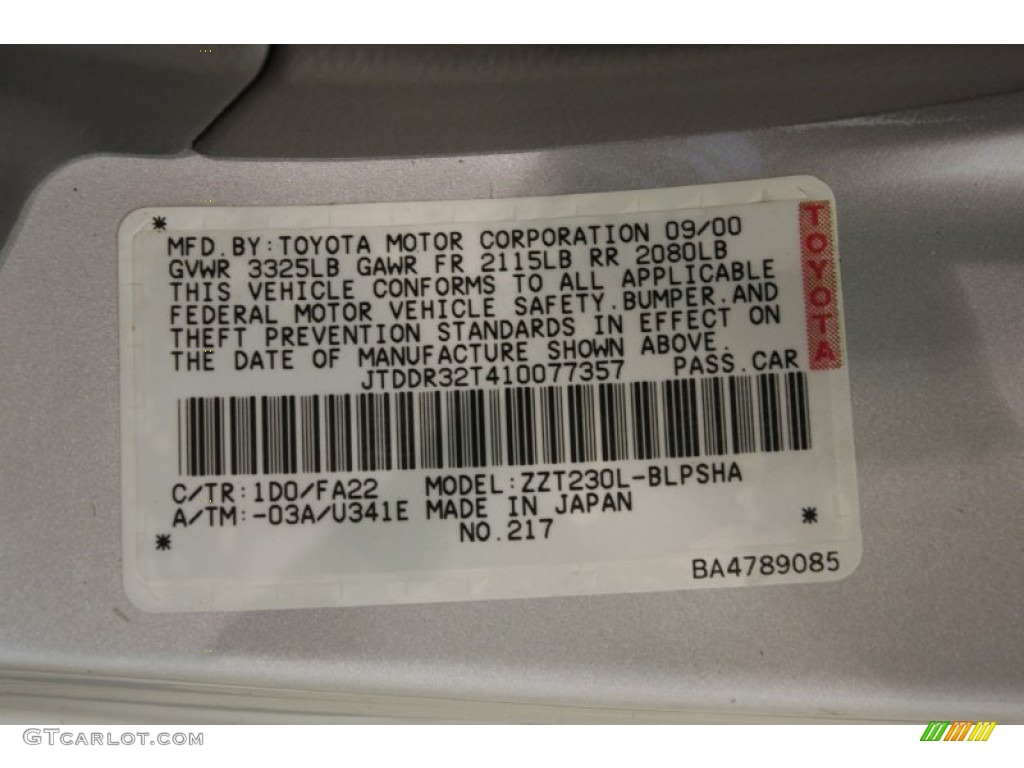 MFD. BY: TOYOTA MOTOR CORPORATION 09/00
GVWR 3325LB GAWR FR 2115LB RR 2080LB
THIS VEHICLE CONFORMS TO ALL APPLICABLE
FEDERAL MOTOR VEHICLE SAFETY. BUMPER. AND
THEFT PREVENTION STANDARDS IN EFFECT ON
THE DATE OF MANUFACTURE SHOWN ABOVE.
JTDDR32T410077357 PASS. CAR
TOYOTA
C/TR: 1D0/FA22 MODEL: ZZT230L-BLPSHA
A/TM: -03A/U341E MADE IN JAPAN
NO. 217
BA4789085
GTcarlot.com